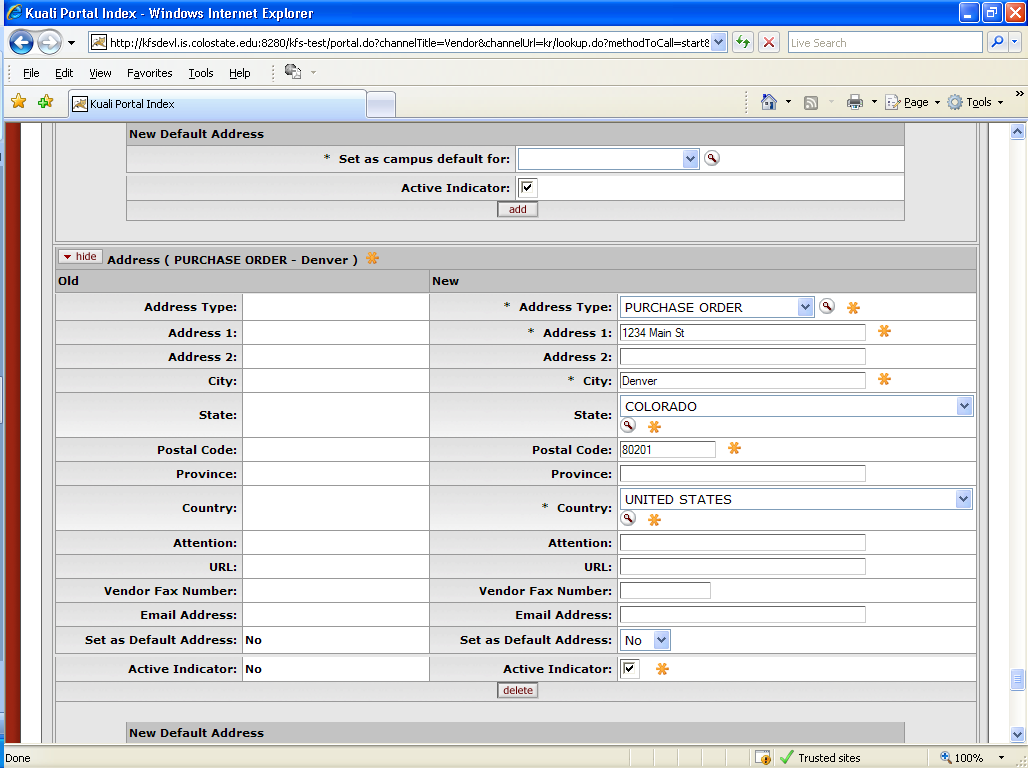 Kuali Portal Index - Windows Internet Explorer
http://kfsdevl.is.colostate.edu:8280/kfs-test/portal.do?channelTitle=Vendor&channelUrl=kr/lookup.do?methodToCall=start& Live Search
File Edit View Favorites Tools Help
Kuali Portal Index Page Tools »
New Default Address
* Set as campus default for:
Active Indicator:
add
hide Address ( PURCHASE ORDER - Denver )
Old New
Address Type: * Address Type: PURCHASE ORDER
Address 1: * Address 1: 1234 Main St
Address 2: Address 2:
City: * City: Denver
State: State: COLORADO
Postal Code: Postal Code: 80201
Province: Province:
Country: * Country: UNITED STATES
Attention: Attention:
URL: URL:
Vendor Fax Number: Vendor Fax Number:
Email Address: Email Address:
Set as Default Address: No Set as Default Address: No
Active Indicator: No Active Indicator:
delete
New Default Address
Done Trusted sites 100%